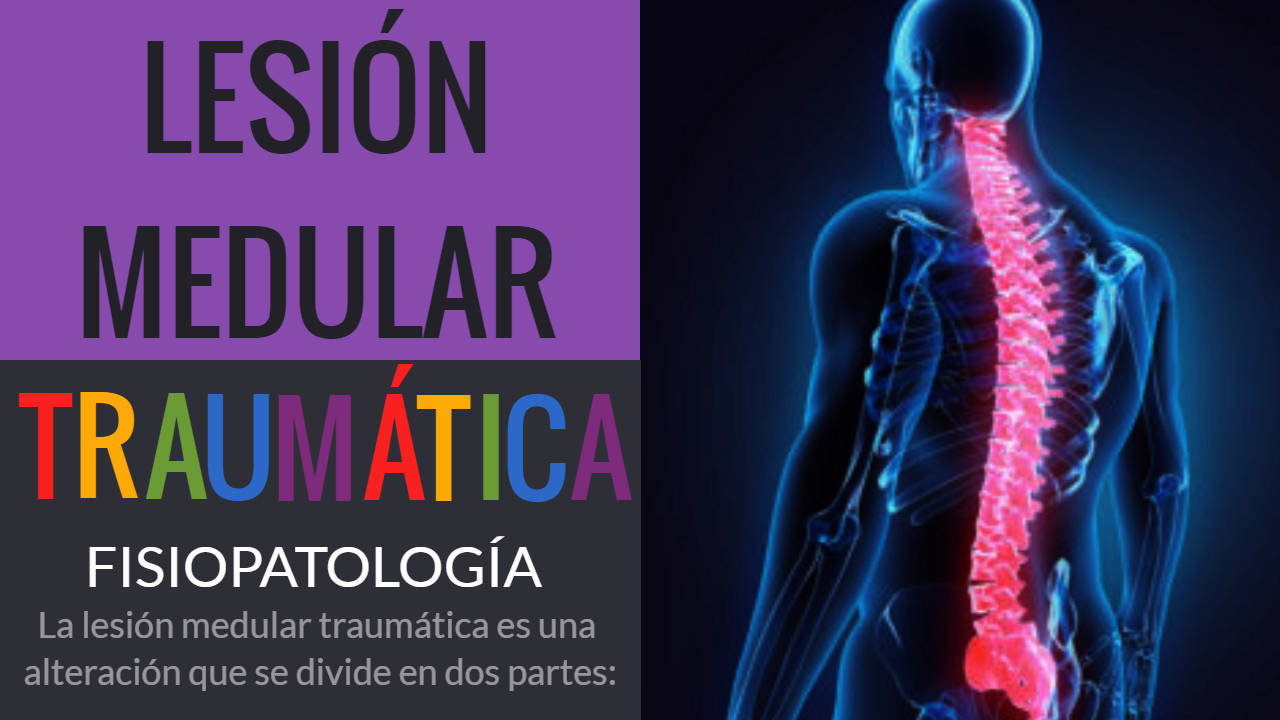 LESIÓN
MEDULAR
TRAUMÁTICA
FISIOPATOLOGÍA
La lesión medular traumática es una
alteración que se divide en dos partes: